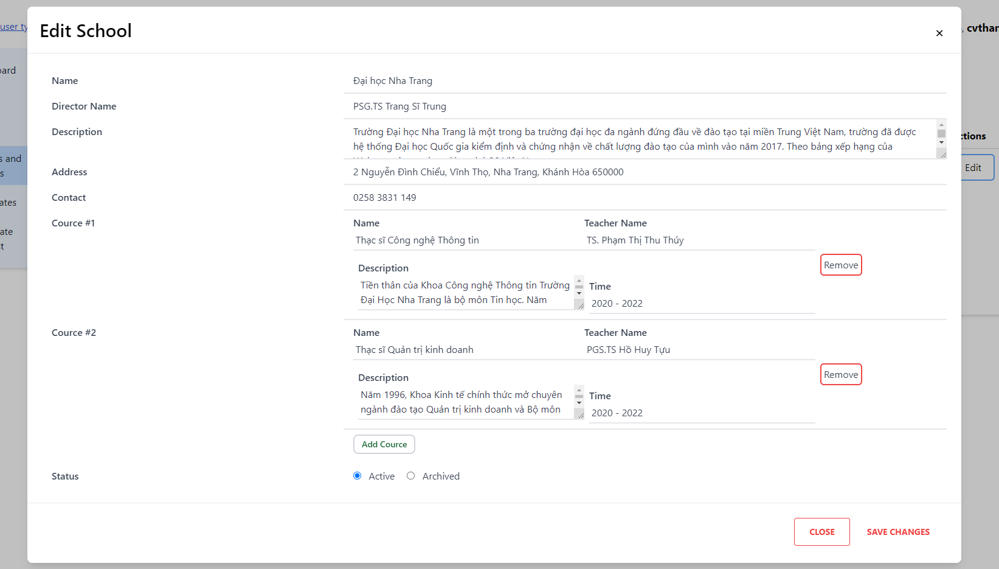 Edit School
×
user ty
, cvthan
oard
s and
s
ates
ate
t
ctions
Edit
Name
Đại học Nha Trang
Director Name
PSG.TS Trang Sĩ Trung
Description
Trường Đại học Nha Trang là một trong ba trường đại học đa ngành đứng đầu về đào tạo tại miền Trung Việt Nam, trường đã được
hệ thống Đại học Quốc gia kiểm định và chứng nhận về chất lượng đào tạo của mình vào năm 2017. Theo bảng xếp hạng của
Address
2 Nguyễn Đình Chiểu, Vĩnh Thọ, Nha Trang, Khánh Hòa 650000
Contact
0258 3831 149
Cource #1
Name
Teacher Name
Thạc sĩ Công nghệ Thông tin
TS. Phạm Thị Thu Thúy
Remove
Description
Tiền thân của Khoa Công nghệ Thông tin Trường
Đại Học Nha Trang là bộ môn Tin học. Năm
Time
2020 - 2022
Cource #2
Name
Teacher Name
Thạc sĩ Quản trị kinh doanh
PGS.TS Hồ Huy Tựu
Remove
Description
Năm 1996, Khoa Kinh tế chính thức mở chuyên
ngành đào tạo Quản trị kinh doanh và Bộ môn
Time
2020 - 2022
Add Cource
Status
Active
Archived
CLOSE
SAVE CHANGES